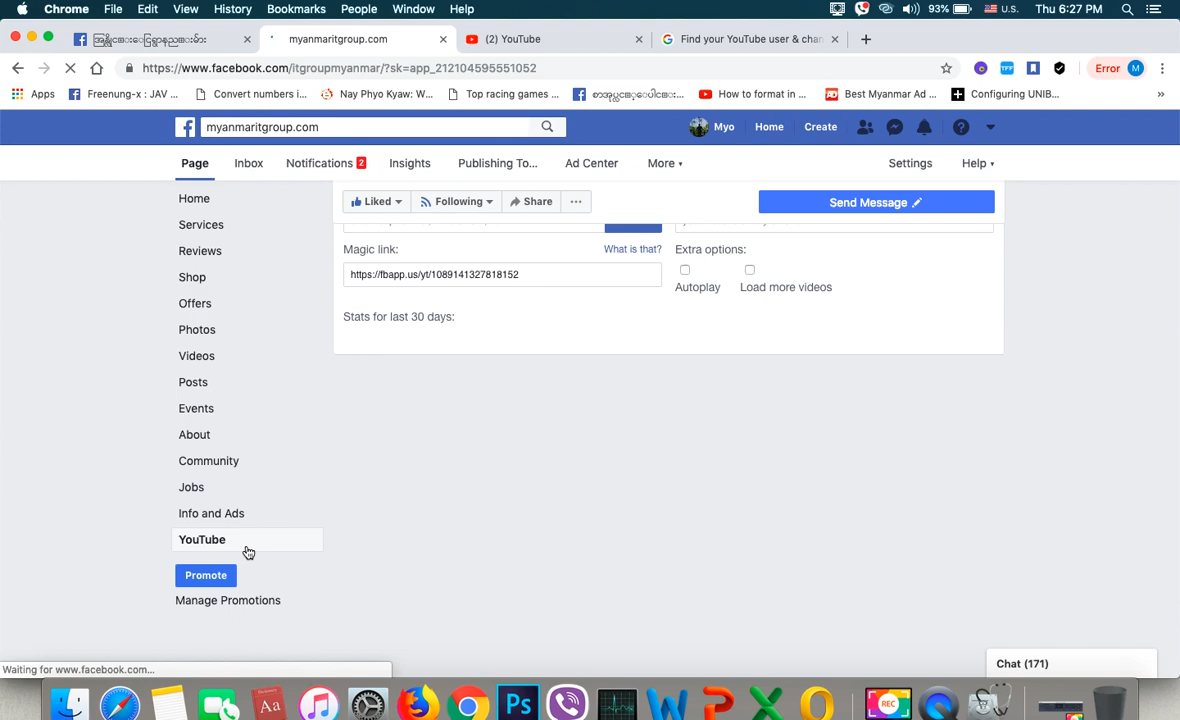 Chrome File Edit View History Bookmarks People Window Help 93% U.S. Thu 6:27 PM
myanmaritgroup.com (2) YouTube Find your YouTube user & chan
https://www.facebook.com/itgroupmyanmar/?sk=app_212104595551052 Error M
Apps Freenung-x : JAV ... Convert numbers i... Nay Phyo Kyaw: W... Top racing games ... How to format in ... Best Myanmar Ad ... Configuring UNIB...
myanmaritgroup.com Myo Home Create
Page Inbox Notifications 2 Insights Publishing To... Ad Center More Settings Help
Home
Liked Following Share ... Send Message
Services
Reviews
Magic link: What is that? Extra options:
https://fbapp.us/yt/1089141327818152
Autoplay Load more videos
Shop
Offers
Stats for last 30 days:
Photos
Videos
Posts
Events
About
Community
Jobs
Info and Ads
YouTube
Promote
Manage Promotions
Waiting for www.facebook.com...
Chat (171)
REC